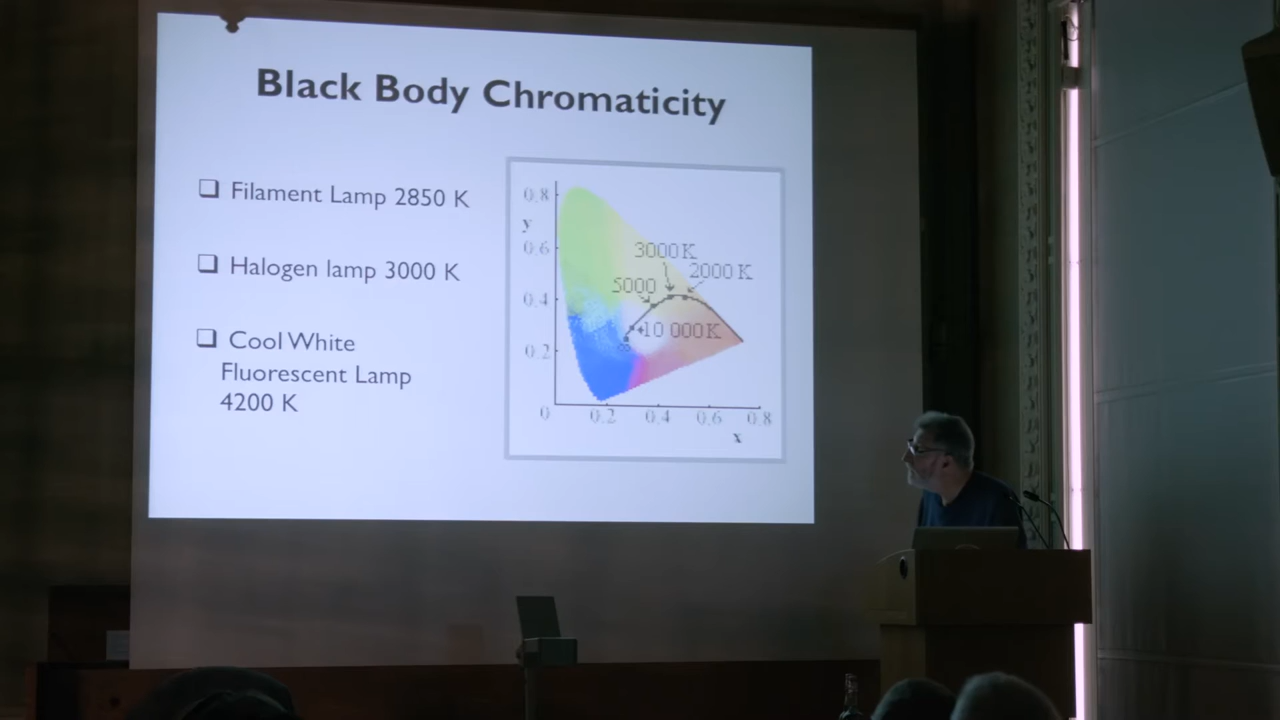 Black Body Chromaticity
❑ Filament Lamp 2850 K
❑ Halogen lamp 3000 K
❑ Cool White
Fluorescent Lamp
4200 K
0.8
y
0.6
0.4
0.2
0
0.2
0.4
0.6
0.8
x
3000 K
2000 K
5000
10 000 K